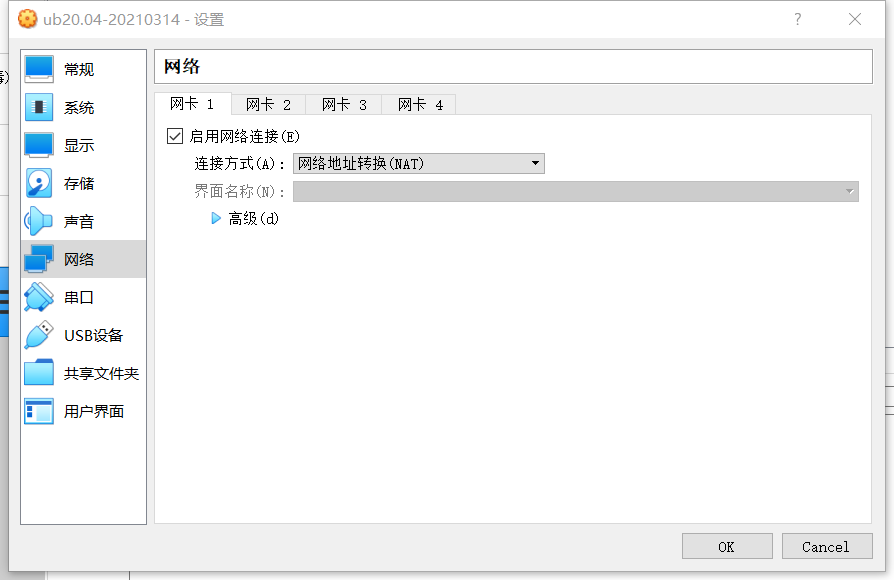 ub20.04-20210314 - 设置
?
常规
系统
显示
存储
声音
网络
串口
USB设备
共享文件夹
用户界面
网络
网卡 1 网卡 2 网卡 3 网卡 4
启用网络连接(E)
连接方式(A): 网络地址转换(NAT)
界面名称(N):
高级(d)
OK Cancel